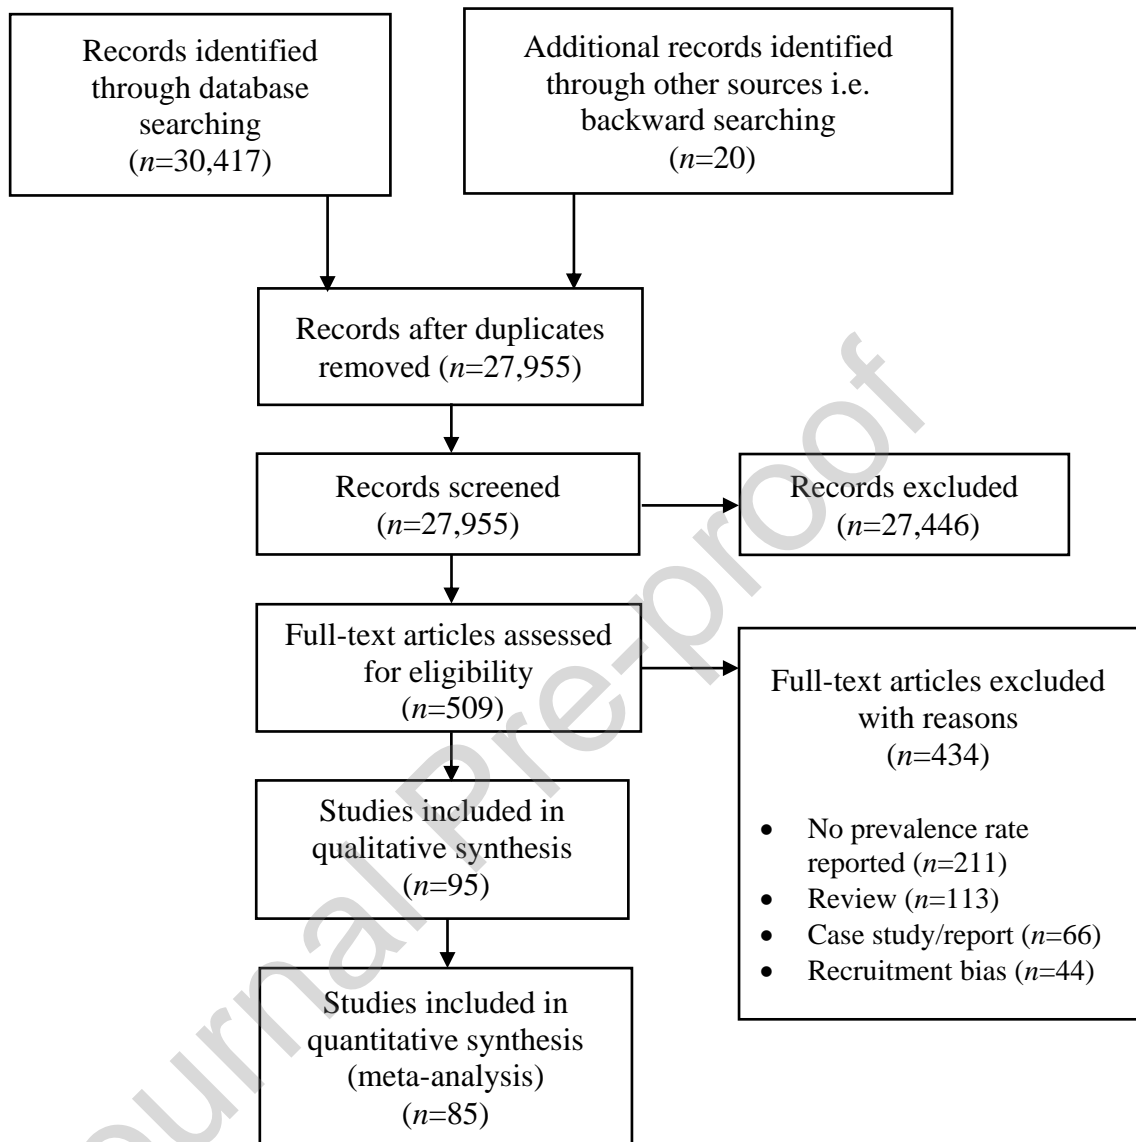 Records identified
through database
searching
(n=30,417)
Additional records identified
through other sources i.e.
backward searching
(n=20)
Records after duplicates
removed (n=27,955)
Records screened
(n=27,955)
Records excluded
(n=27,446)
Full-text articles assessed
for eligibility
(n=509)
Full-text articles excluded
with reasons
(n=434)
• No prevalence rate
reported (n=211)
• Review (n=113)
• Case study/report (n=66)
• Recruitment bias (n=44)
Studies included in
qualitative synthesis
(n=95)
Studies included in
quantitative synthesis
(meta-analysis)
(n=85)
Journal Pre-proof